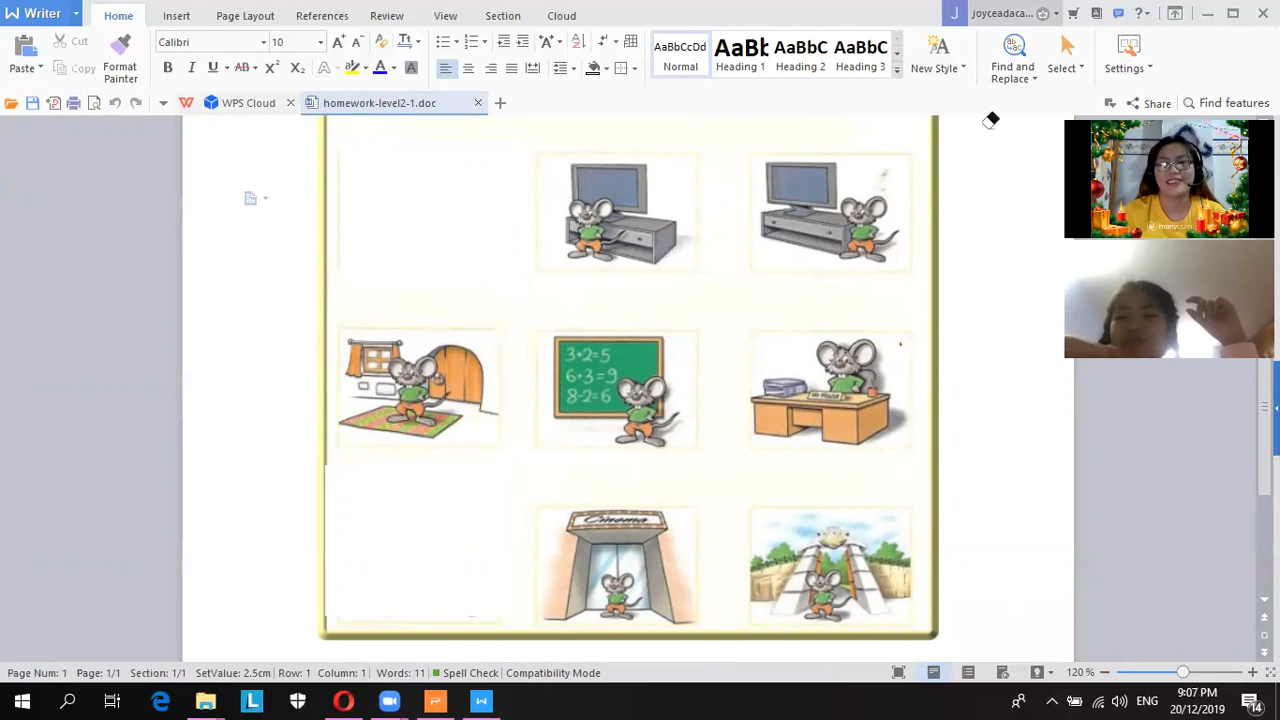 Writer
Home
Insert
Page Layout
References
Review
View
Section
Cloud
J
joyceadaca...
Paste
Cut
Copy
Format
Painter
Calibri
10
AaBbCcDd
Normal
AaBb
Heading 1
AaBbC
Heading 2
AaBbC
Heading 3
New Style
Find and
Replace
Select
Settings
WPS Cloud
homework-level2-1.doc
Share
Find features
manycam
3+2=5
6+3=9
8-2=6
Cinema
Page Num: 1
Page: 1/1
Section: 1/1
SetValue: 2.5cm
Row: 1
Column: 1
Words: 11
Spell Check
Compatibility Mode
120 %
ENG
9:07 PM
20/12/2019
14